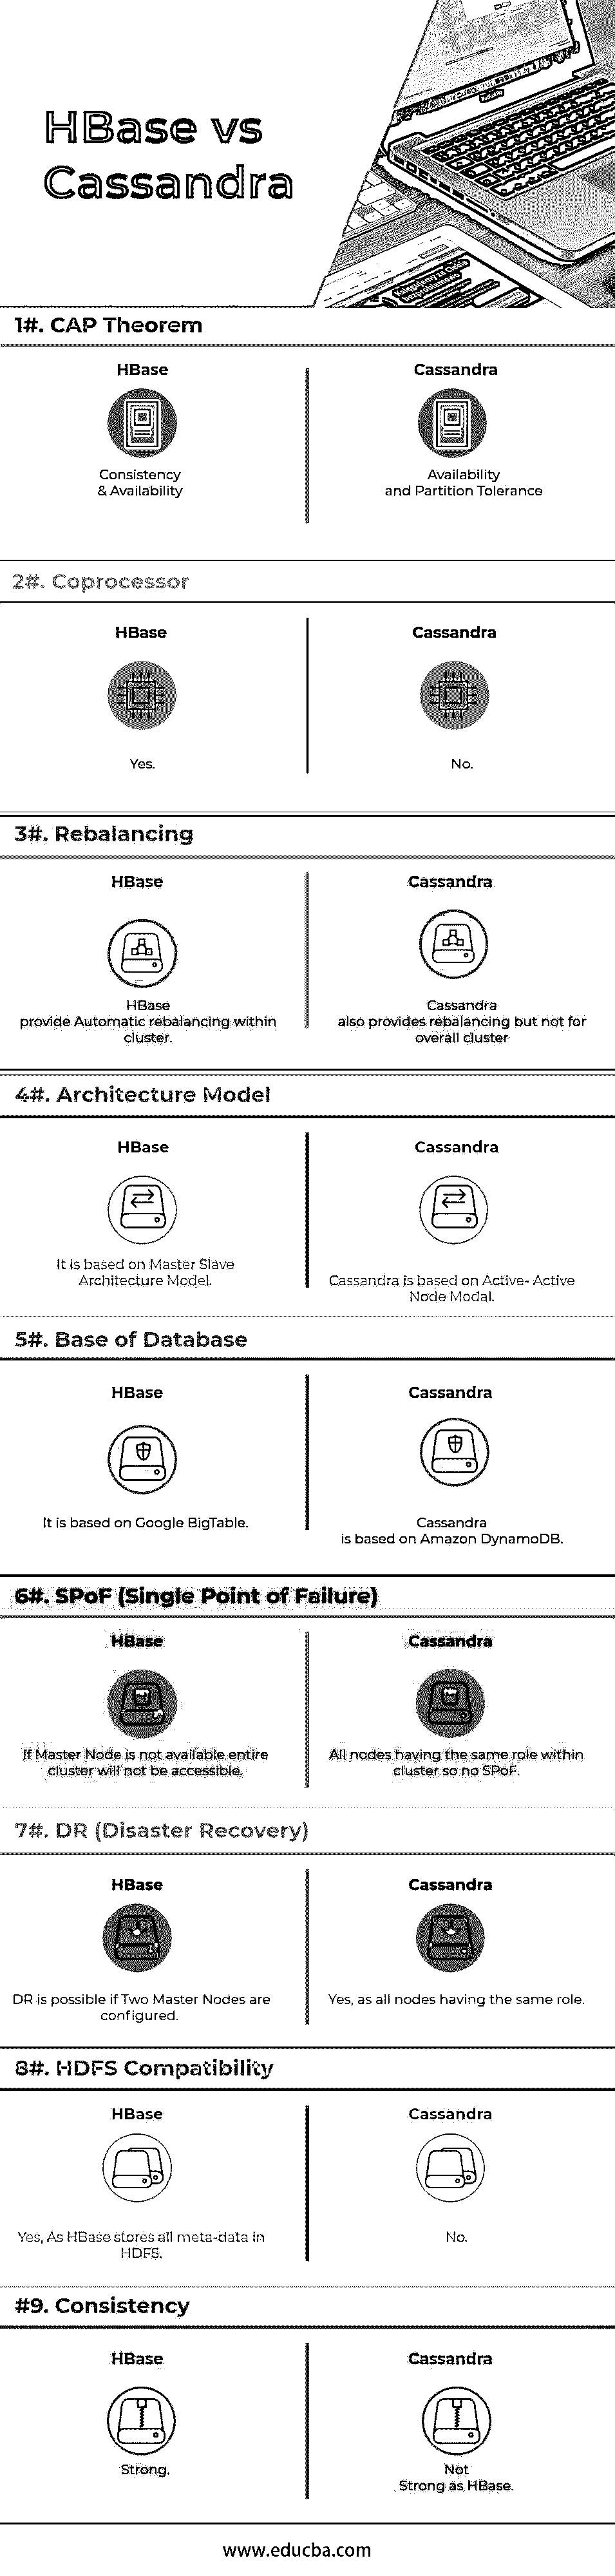 HBase vs
Cassandra
1#. CAP Theorem
HBase
Cassandra
Consistency
& Availability
Availability
and Partition Tolerance
2#. Coprocessor
HBase
Cassandra
Yes.
No.
3#. Rebalancing
HBase
Cassandra
HBase
provide Automatic rebalancing within
cluster.
Cassandra
also provides rebalancing but not for
overall cluster
4#. Architecture Model
HBase
Cassandra
It is based on Master Slave
Architecture Model.
Cassandra is based on Active- Active
Node Modal.
5#. Base of Database
HBase
Cassandra
It is based on Google BigTable.
Cassandra
is based on Amazon DynamoDB.
6#. SPoF (Single Point of Failure)
HBase
Cassandra
If Master Node is not available entire
cluster will not be accessible.
All nodes having the same role within
cluster so no SPoF.
7#. DR (Disaster Recovery)
HBase
Cassandra
DR is possible if Two Master Nodes are
configured.
Yes, as all nodes having the same role.
8#. HDFS Compatibility
HBase
Cassandra
Yes, As HBase stores all meta-data in
HDFS.
No.
#9. Consistency
HBase
Cassandra
Strong.
Not
Strong as HBase.
www.educba.com